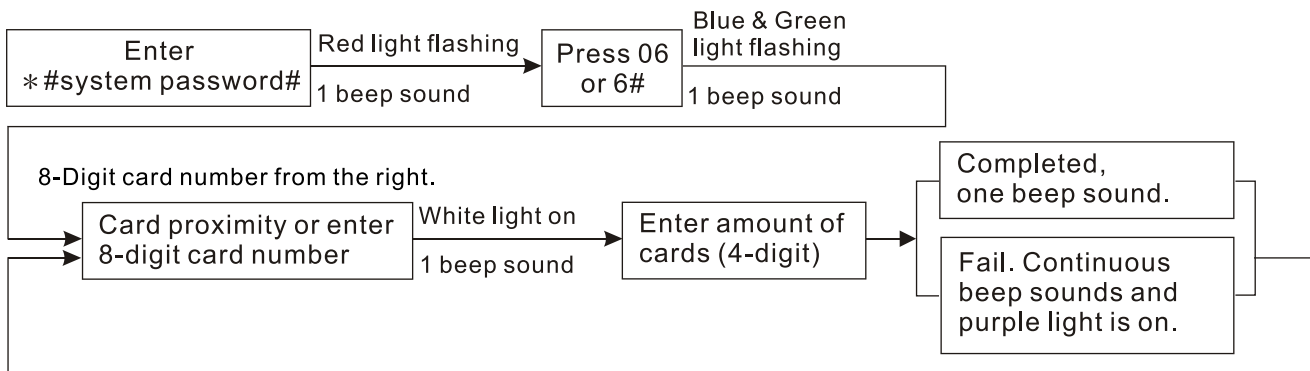 Enter
*#system password#
Red light flashing
1 beep sound
Press 06
or 6#
Blue & Green
light flashing
1 beep sound
8-Digit card number from the right.
Card proximity or enter
8-digit card number
White light on
1 beep sound
Enter amount of
cards (4-digit)
Completed,
one beep sound.
Fail. Continuous
beep sounds and
purple light is on.